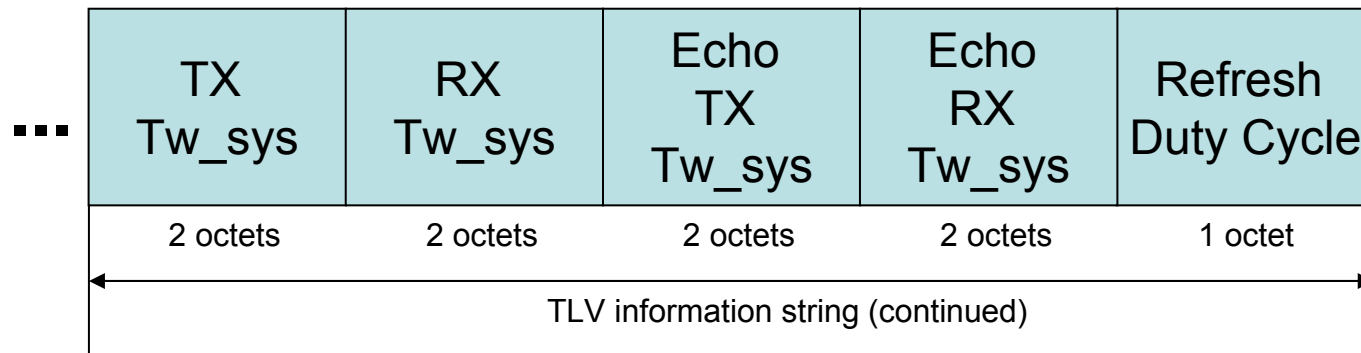 TX
Tw_sys
RX
Tw_sys
Echo
TX
Tw_sys
Echo
RX
Tw_sys
Refresh
Duty Cycle
2 octets
2 octets
2 octets
2 octets
1 octet
TLV information string (continued)